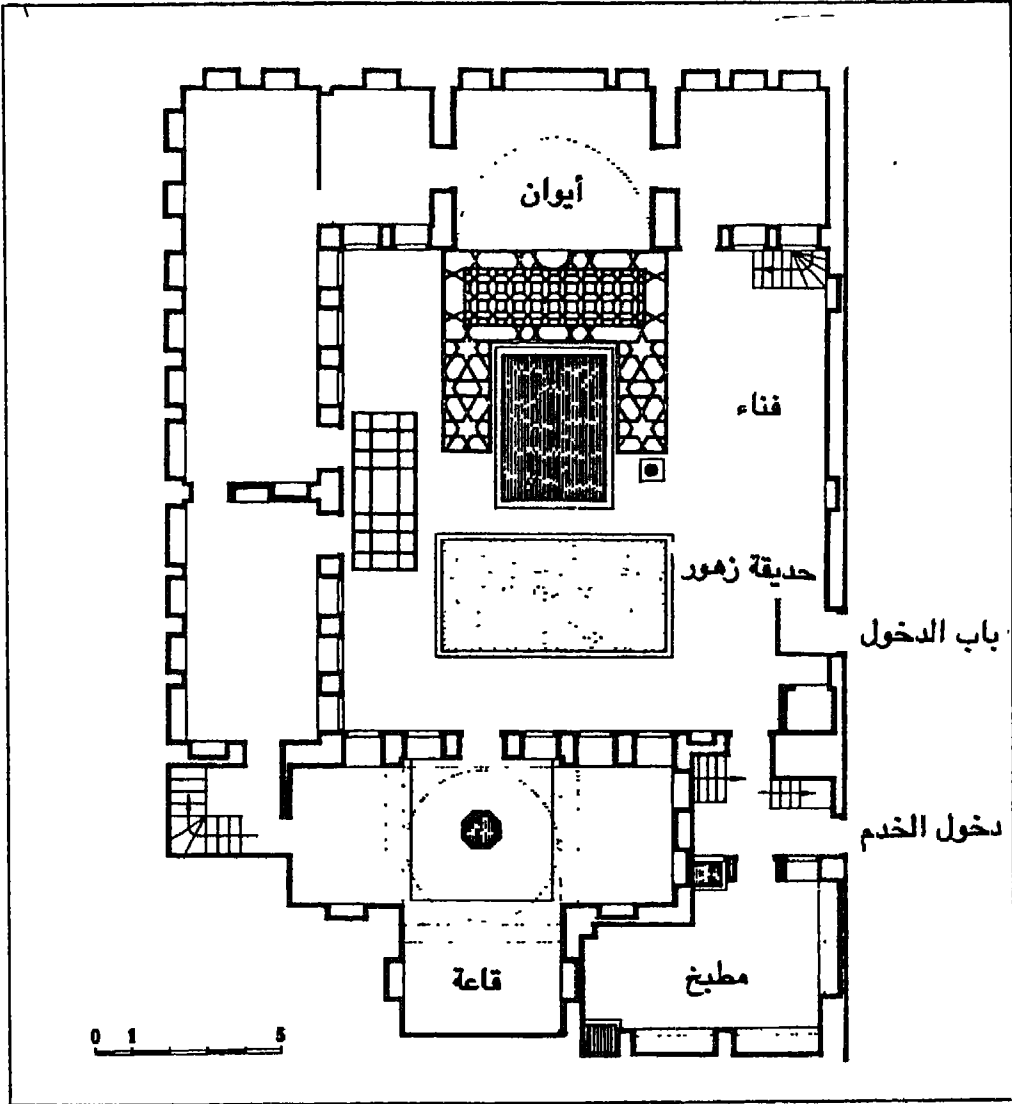 أيوان
فناء
حديقة زهور
باب الدخول
دخول الخدم
قاعة
مطبخ
0 1 5